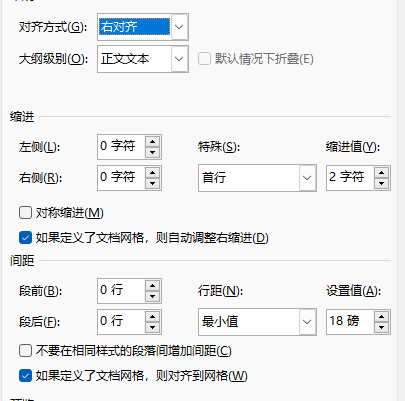 对齐方式(G): 右对齐
大纲级别(O): 正文文本 默认情况下折叠(E)
缩进
左侧(L): 0 字符 特殊(S): 缩进值(Y):
右侧(R): 0 字符 首行 2 字符
对称缩进(M)
如果定义了文档网格，则自动调整右缩进(D)
间距
段前(B): 0 行 行距(N): 设置值(A):
段后(F): 0 行 最小值 18 磅
不要在相同样式的段落间增加间距(C)
如果定义了文档网格，则对齐到网格(W)